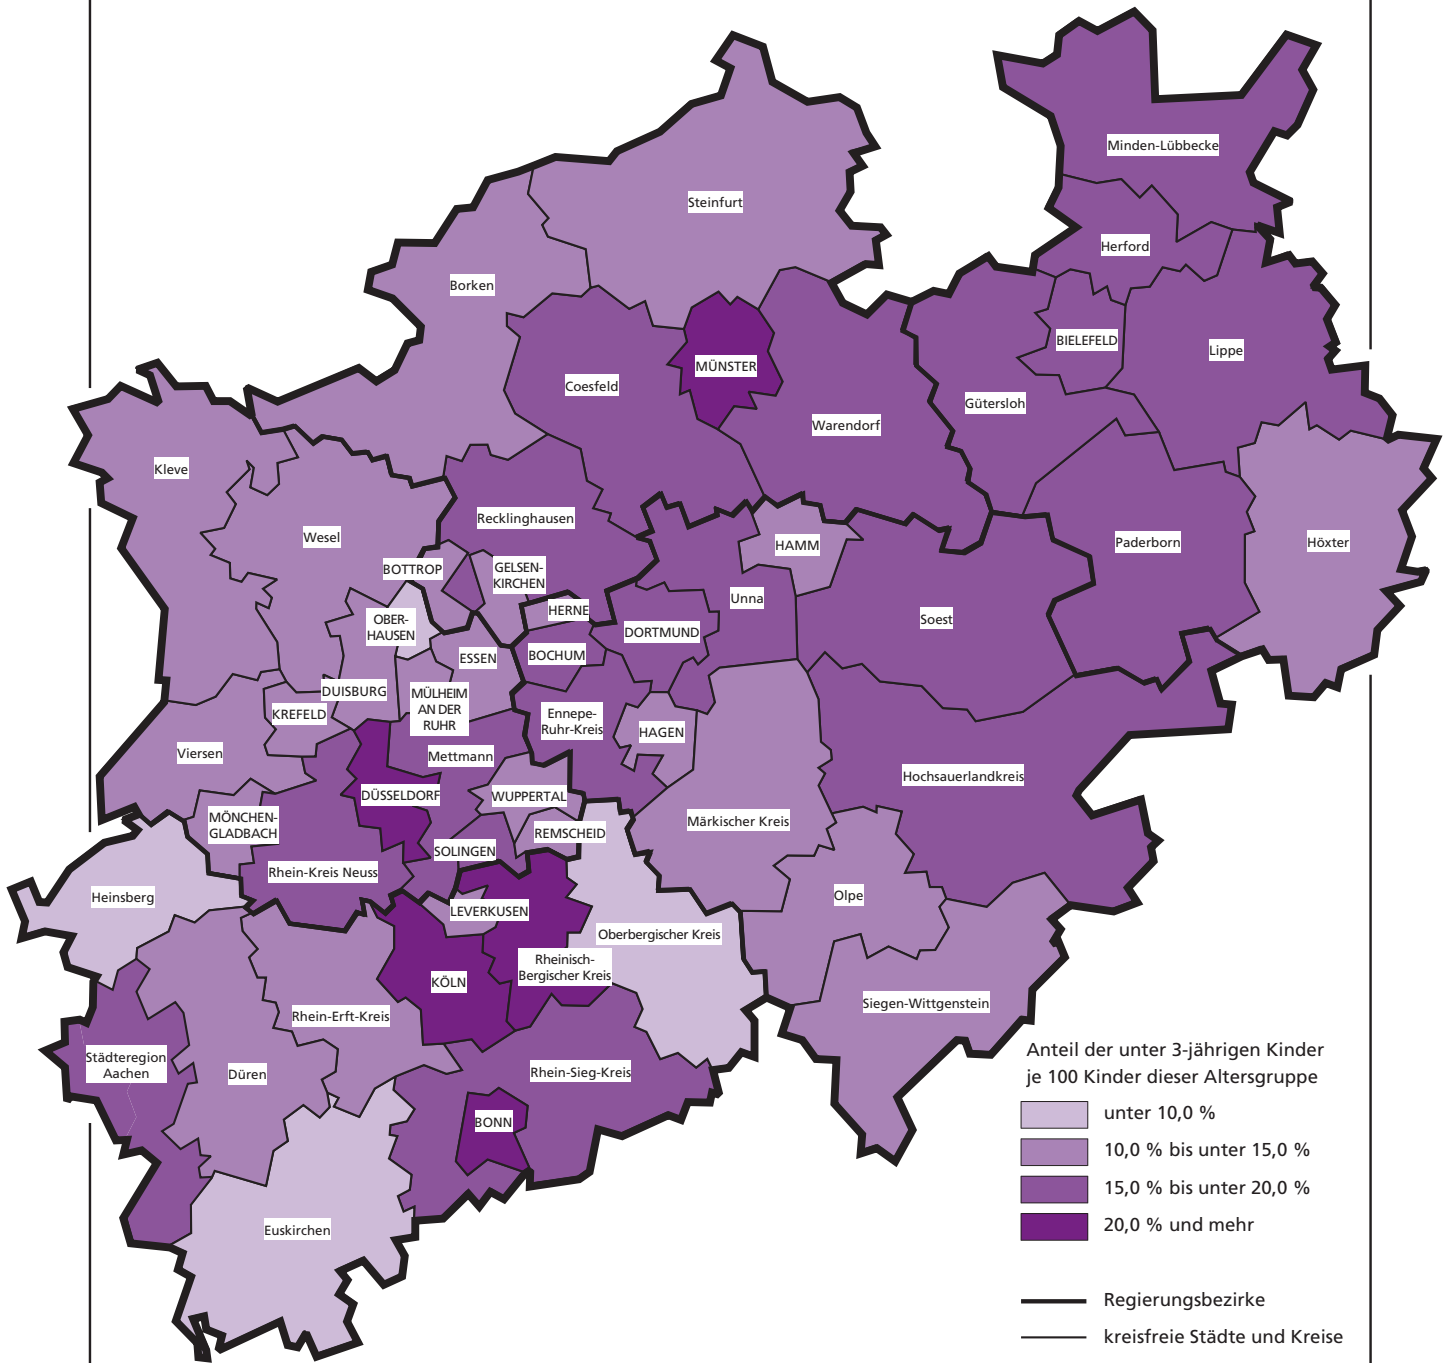 Minden-Lübbecke
Steinfurt
Herford
Borken
BIELEFELD
Lippe
MÜNSTER
Coesfeld
Gütersloh
Warendorf
Kleve
Recklinghausen
Wesel
HAMM
Paderborn
Höxter
BOTTROP
GELSEN-
KIRCHEN
Unna
HERNE
Soest
OBER-
HAUSEN
DORTMUND
ESSEN
BOCHUM
DUISBURG
MÜLHEIM
AN DER
RUHR
KREFELD
Ennepe-
Ruhr-Kreis
HAGEN
Viersen
Mettmann
Hochsauerlandkreis
DÜSSELDORF
WUPPERTAL
MÖNCHEN-
GLADBACH
Märkischer Kreis
REMSCHEID
SOLINGEN
Rhein-Kreis Neuss
Heinsberg
Olpe
LEVERKUSEN
Oberbergischer Kreis
Rheinisch-
Bergischer Kreis
KÖLN
Siegen-Wittgenstein
Rhein-Erft-Kreis
Städteregion
Aachen
Düren
Rhein-Sieg-Kreis
BONN
Euskirchen
Anteil der unter 3-jährigen Kinder
je 100 Kinder dieser Altersgruppe
unter 10,0 %
10,0 % bis unter 15,0 %
15,0 % bis unter 20,0 %
20,0 % und mehr
Regierungsbezirke
kreisfreie Städte und Kreise